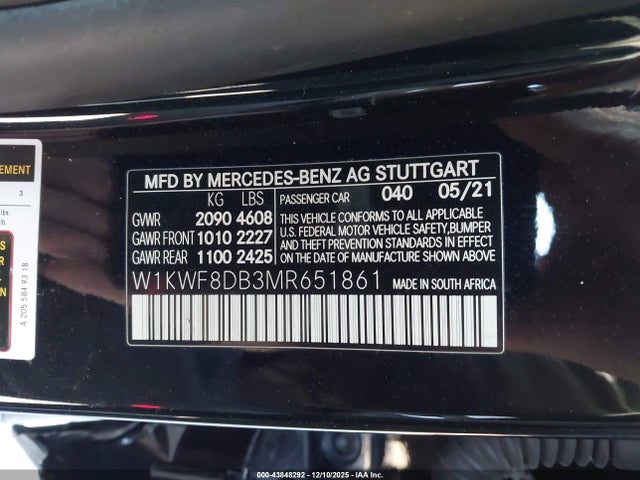 EMENT
3
lbs.
A 205 584 93 18
MFD BY MERCEDES-BENZ AG STUTTGART
KG LBS PASSENGER CAR 040 05/21
GVWR 2090 4608
GAWR FRONT 1010 2227
GAWR REAR 1100 2425
THIS VEHICLE CONFORMS TO ALL APPLICABLE
U.S. FEDERAL MOTOR VEHICLE SAFETY,BUMPER
AND THEFT PREVENTION STANDARDS IN EFFECT
ON THE DATE OF MANUFACTURE SHOWN ABOVE.
W1KWF8DB3MR651861 MADE IN SOUTH AFRICA
000-43848292 - 12/10/2025 - IAAI, Inc.